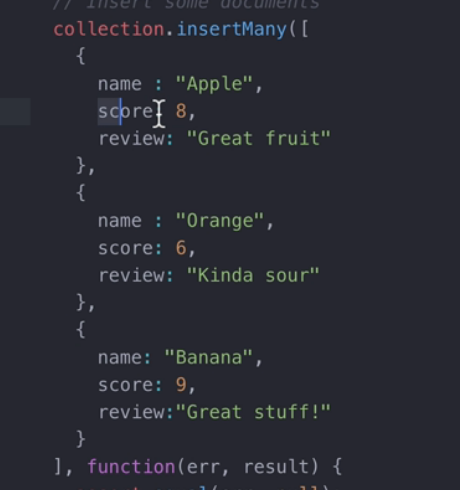 // Insert some documents
collection.insertMany([
{
name : "Apple",
score: 8,
review: "Great fruit"
},
{
name : "Orange",
score: 6,
review: "Kinda sour"
},
{
name: "Banana",
score: 9,
review:"Great stuff!"
}
], function(err, result) {